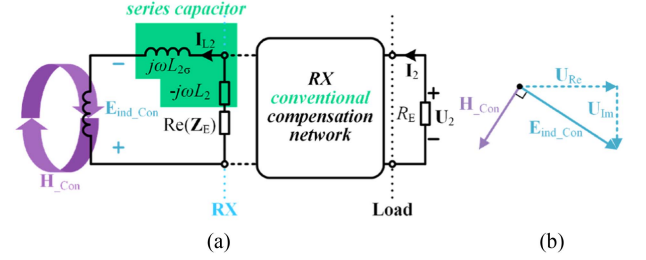 series capacitor
I_L2
jωL_2σ
-jωL_2
Re(Z_E)
E_ind_Con
H_Con
RX
RX
conventional
compensation
network
I_2
R_E
U_2
Load
(a)
U_Re
U_Im
H_Con
E_ind_Con
(b)